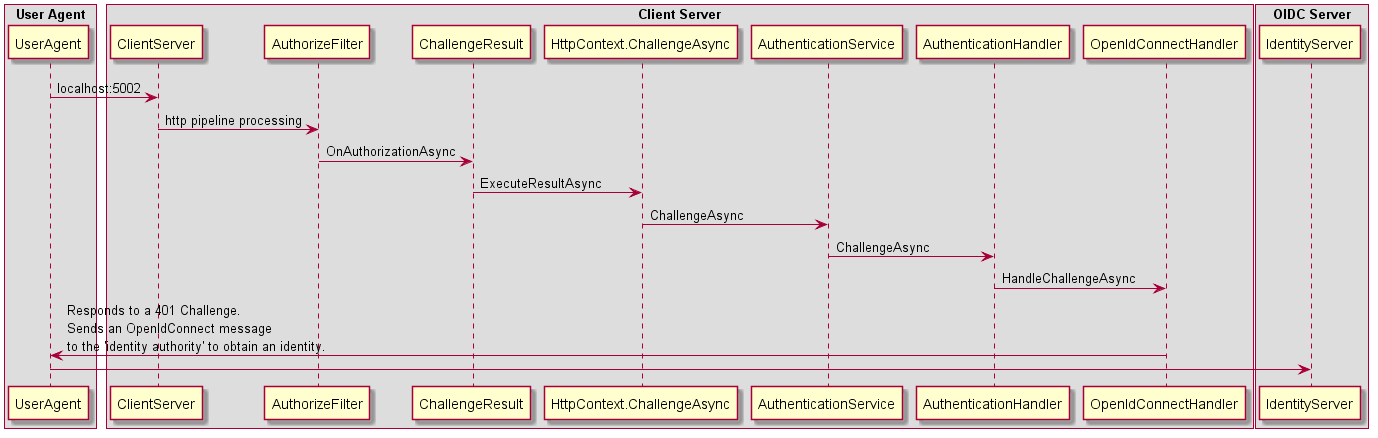 User Agent
Client Server
OIDC Server
UserAgent
ClientServer
AuthorizeFilter
ChallengeResult
HttpContext.ChallengeAsync
AuthenticationService
AuthenticationHandler
OpenIdConnectHandler
IdentityServer
localhost:5002
http pipeline processing
OnAuthorizationAsync
ExecuteResultAsync
ChallengeAsync
ChallengeAsync
HandleChallengeAsync
Responds to a 401 Challenge.
Sends an OpenIdConnect message
to the 'identity authority' to obtain an identity.
UserAgent
ClientServer
AuthorizeFilter
ChallengeResult
HttpContext.ChallengeAsync
AuthenticationService
AuthenticationHandler
OpenIdConnectHandler
IdentityServer